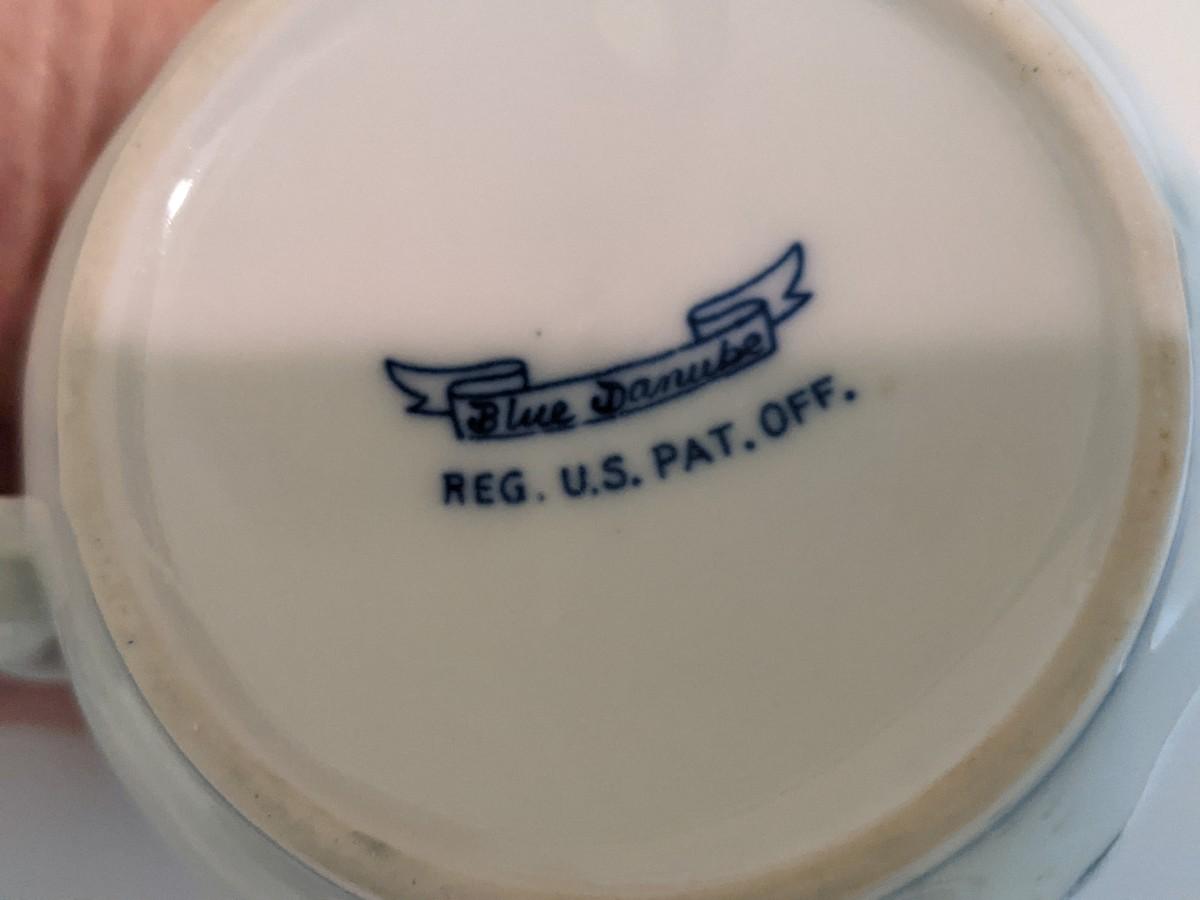 Blue Danube
REG. U.S. PAT. OFF.